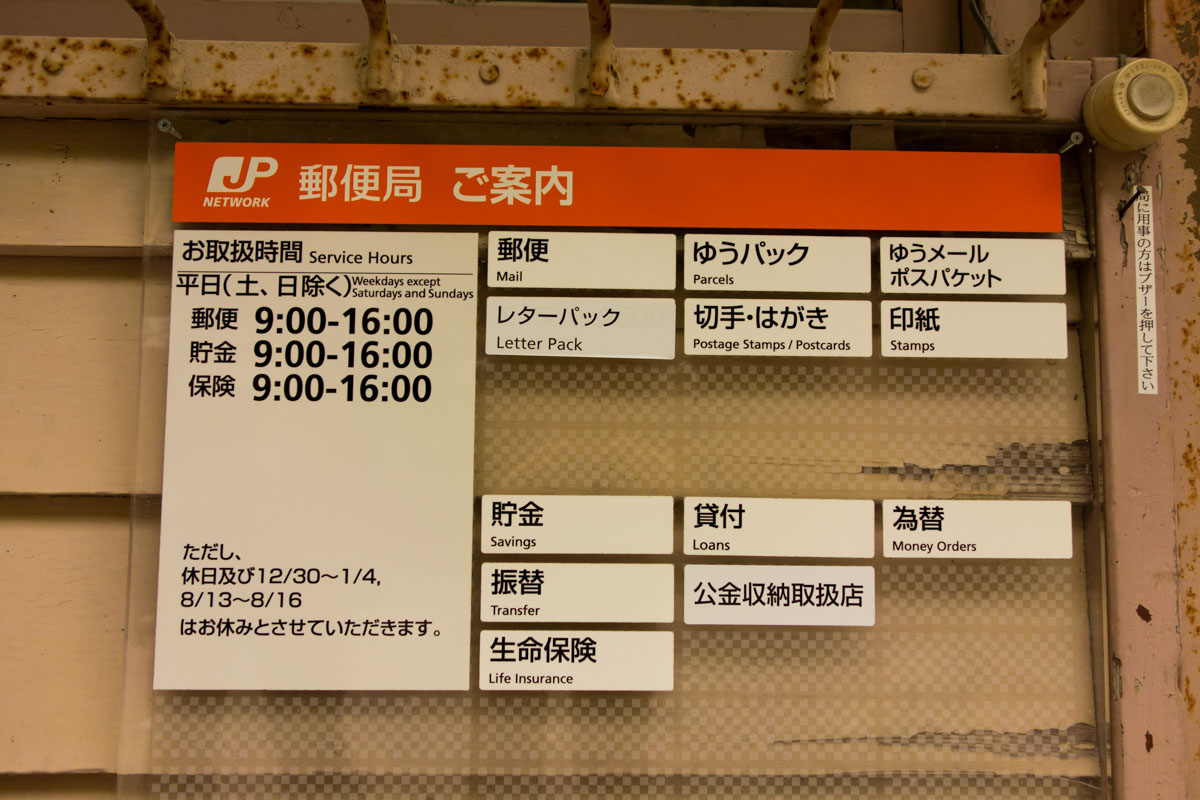 JP
NETWORK
郵便局 ご案内
お取扱時間 Service Hours
平日(土、日除く) Weekdays except
Saturdays and Sundays
郵便 9:00-16:00
貯金 9:00-16:00
保険 9:00-16:00
ただし、
休日及び12/30〜1/4,
8/13〜8/16
はお休みとさせていただきます。
郵便
Mail
ゆうパック
Parcels
ゆうメール
ポスパケット
レターパック
Letter Pack
切手・はがき
Postage Stamps / Postcards
印紙
Stamps
貯金
Savings
貸付
Loans
為替
Money Orders
振替
Transfer
公金収納取扱店
生命保険
Life Insurance
局に用事の方はブザーを押して下さい